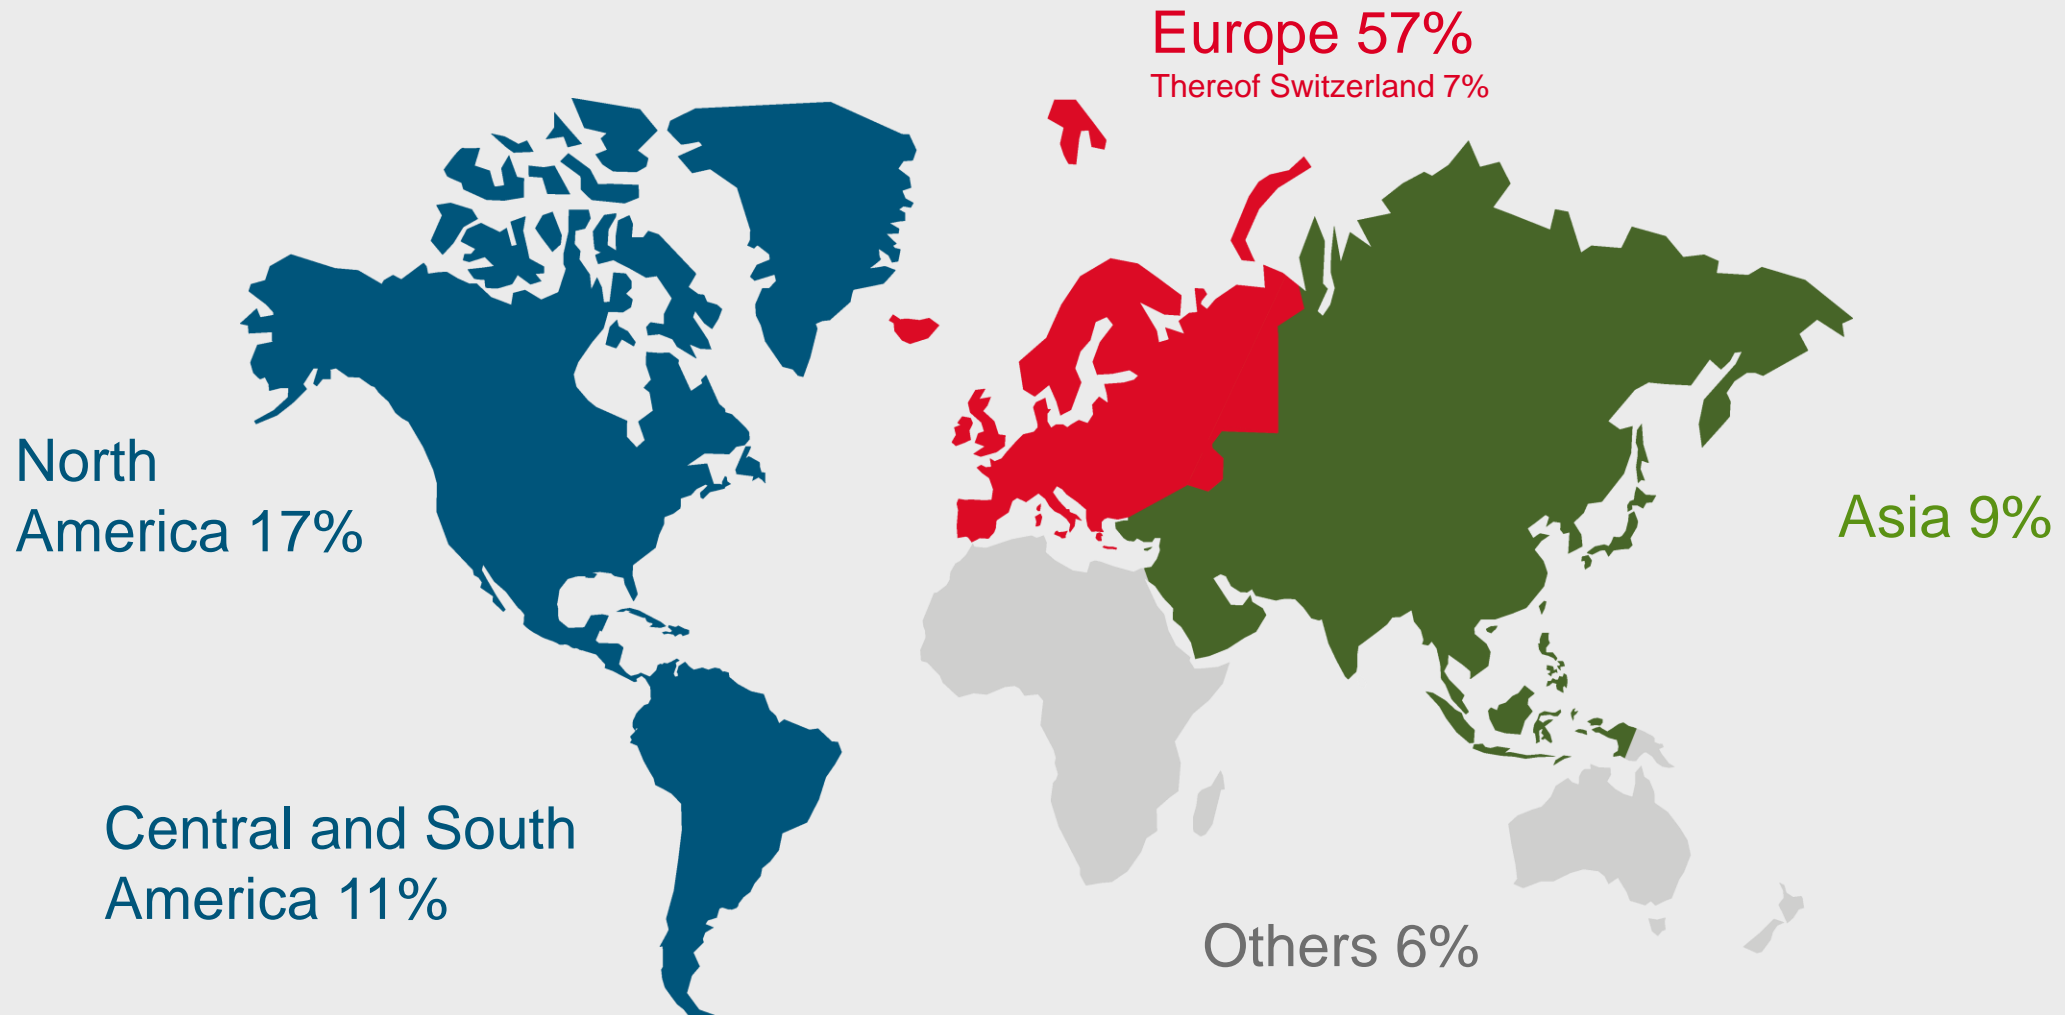 Europe 57%
Thereof Switzerland 7%
North
America 17%
Asia 9%
Central and South
America 11%
Others 6%